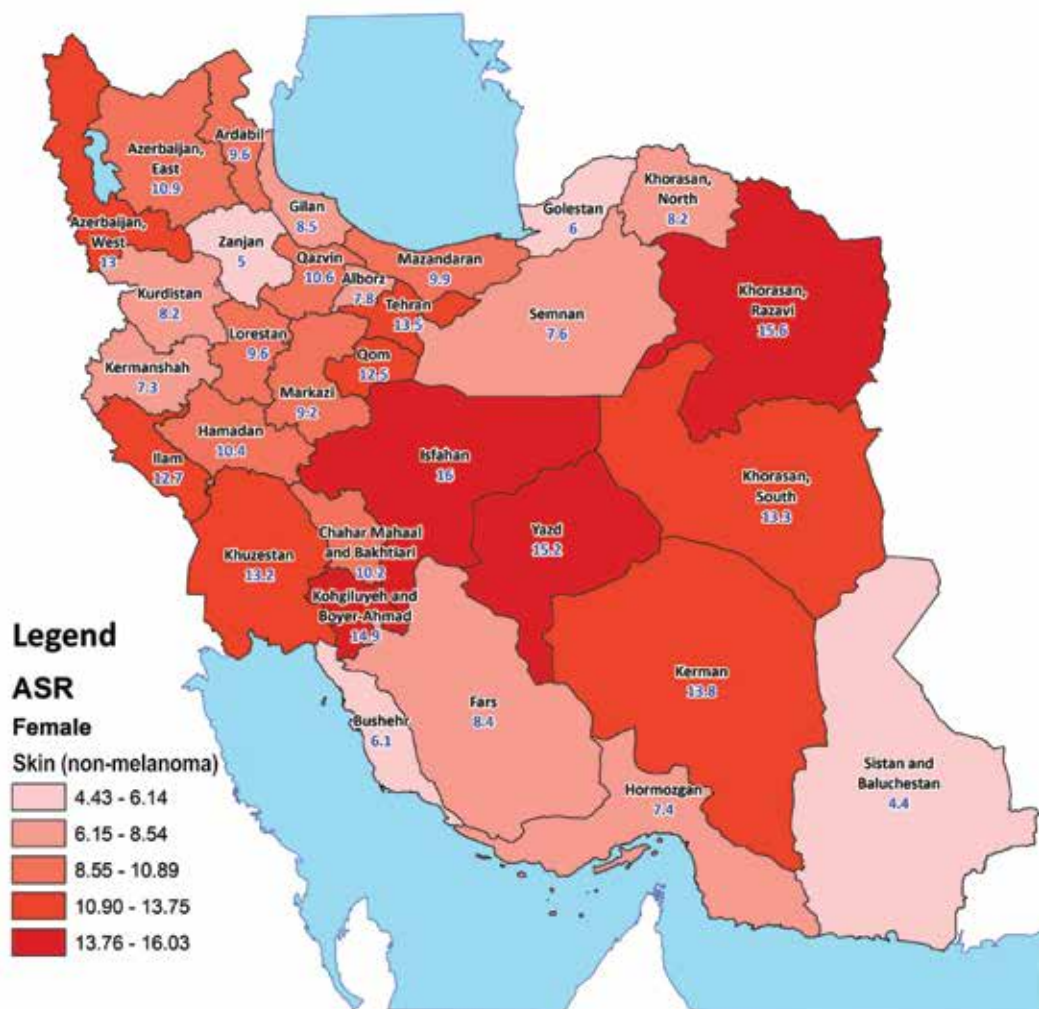 Ardabil
9.6
Azerbaijan,
East
10.9
Gilan
8.5
Golestan
6
Khorasan,
North
8.2
Azerbaijan,
West
13
Zanjan
5
Qazvin
10.6
Mazandaran
9.9
Alborz
7.8
Tehran
13.5
Khorasan,
Razavi
15.6
Kurdistan
8.2
Semnan
7.6
Lorestan
9.6
Qom
12.5
Kermanshah
7.3
Markazi
9.2
Hamadan
10.4
Ilam
12.7
Isfahan
16
Khorasan,
South
13.3
Yazd
15.2
Chahar Mahaal
and Bakhtiari
10.2
Khuzestan
13.2
Kohgiluyeh and
Boyer-Ahmad
14.9
Kerman
13.8
Fars
8.4
Bushehr
6.1
Sistan and
Baluchestan
4.4
Hormozgan
7.4
Legend
ASR
Female
Skin (non-melanoma)
4.43 - 6.14
6.15 - 8.54
8.55 - 10.89
10.90 - 13.75
13.76 - 16.03